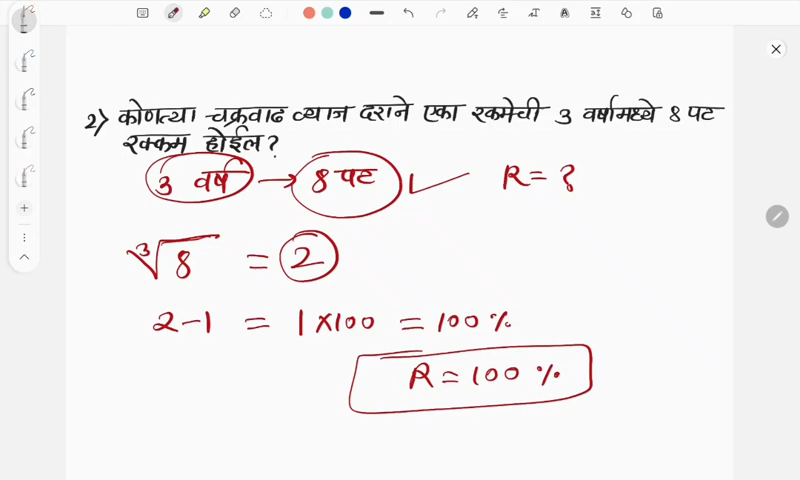 2) कोणत्या चक्रवाढ व्याज दराने एका रकमेची 3 वर्षामध्ये 8 पट
रक्कम होईल?
3 वर्ष → 8 पट ✓ R = ?
∛8 = 2
2-1 = 1 × 100 = 100 %
R = 100 %